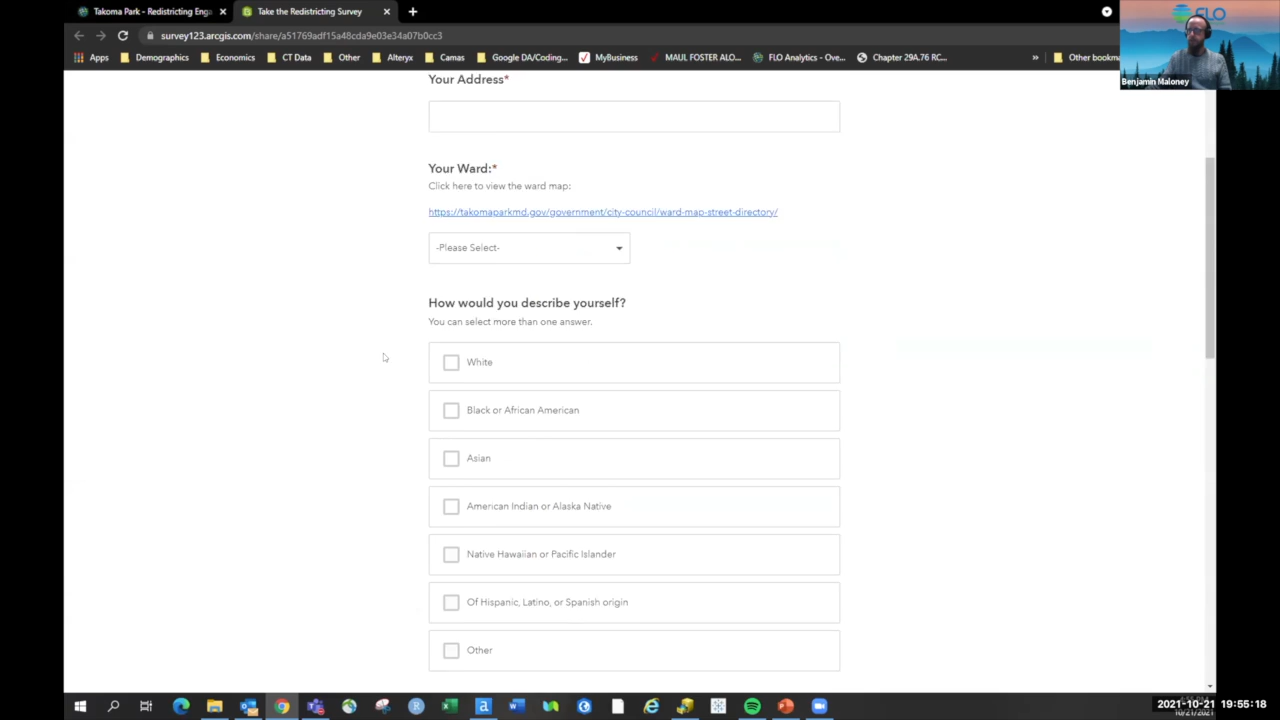 Takoma Park - Redistricting Eng
Take the Redistricting Survey
FLO
survey123.arcgis.com/share/a51769adf15a48cda9e03e34a07b0cc3
Apps
Demographics
Economics
CT Data
Other
Alteryx
Camas
Google DA/Coding...
MyBusiness
MAUL FOSTER ALO...
FLO Analytics - Ove...
Chapter 29A.76 RC...
»
Other bookma
Benjamin Maloney
Your Address*
Your Ward:*
Click here to view the ward map:
https://takomaparkmd.gov/government/city-council/ward-map-street-directory/
-Please Select-
How would you describe yourself?
You can select more than one answer.
White
Black or African American
Asian
American Indian or Alaska Native
Native Hawaiian or Pacific Islander
Of Hispanic, Latino, or Spanish origin
Other
2021-10-21 19:55:18
10/21/2021